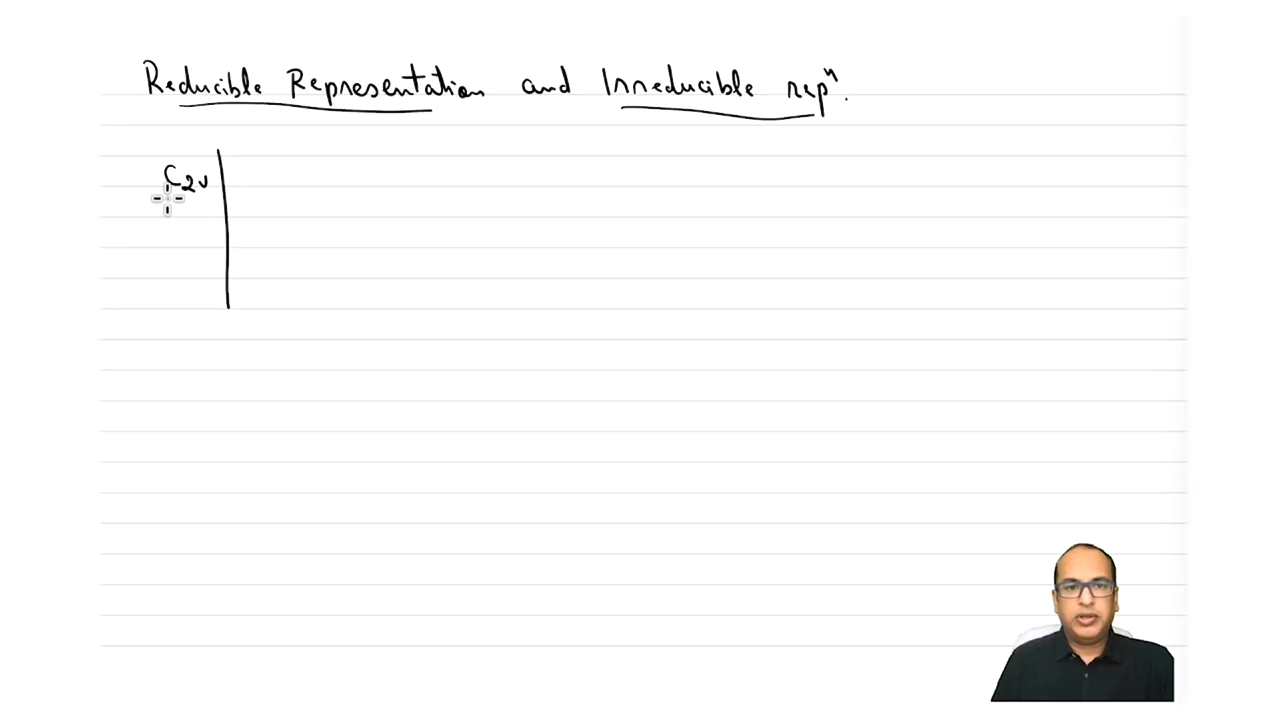 Reducible Representation and Irreducible repⁿ.
C₂ᵥ